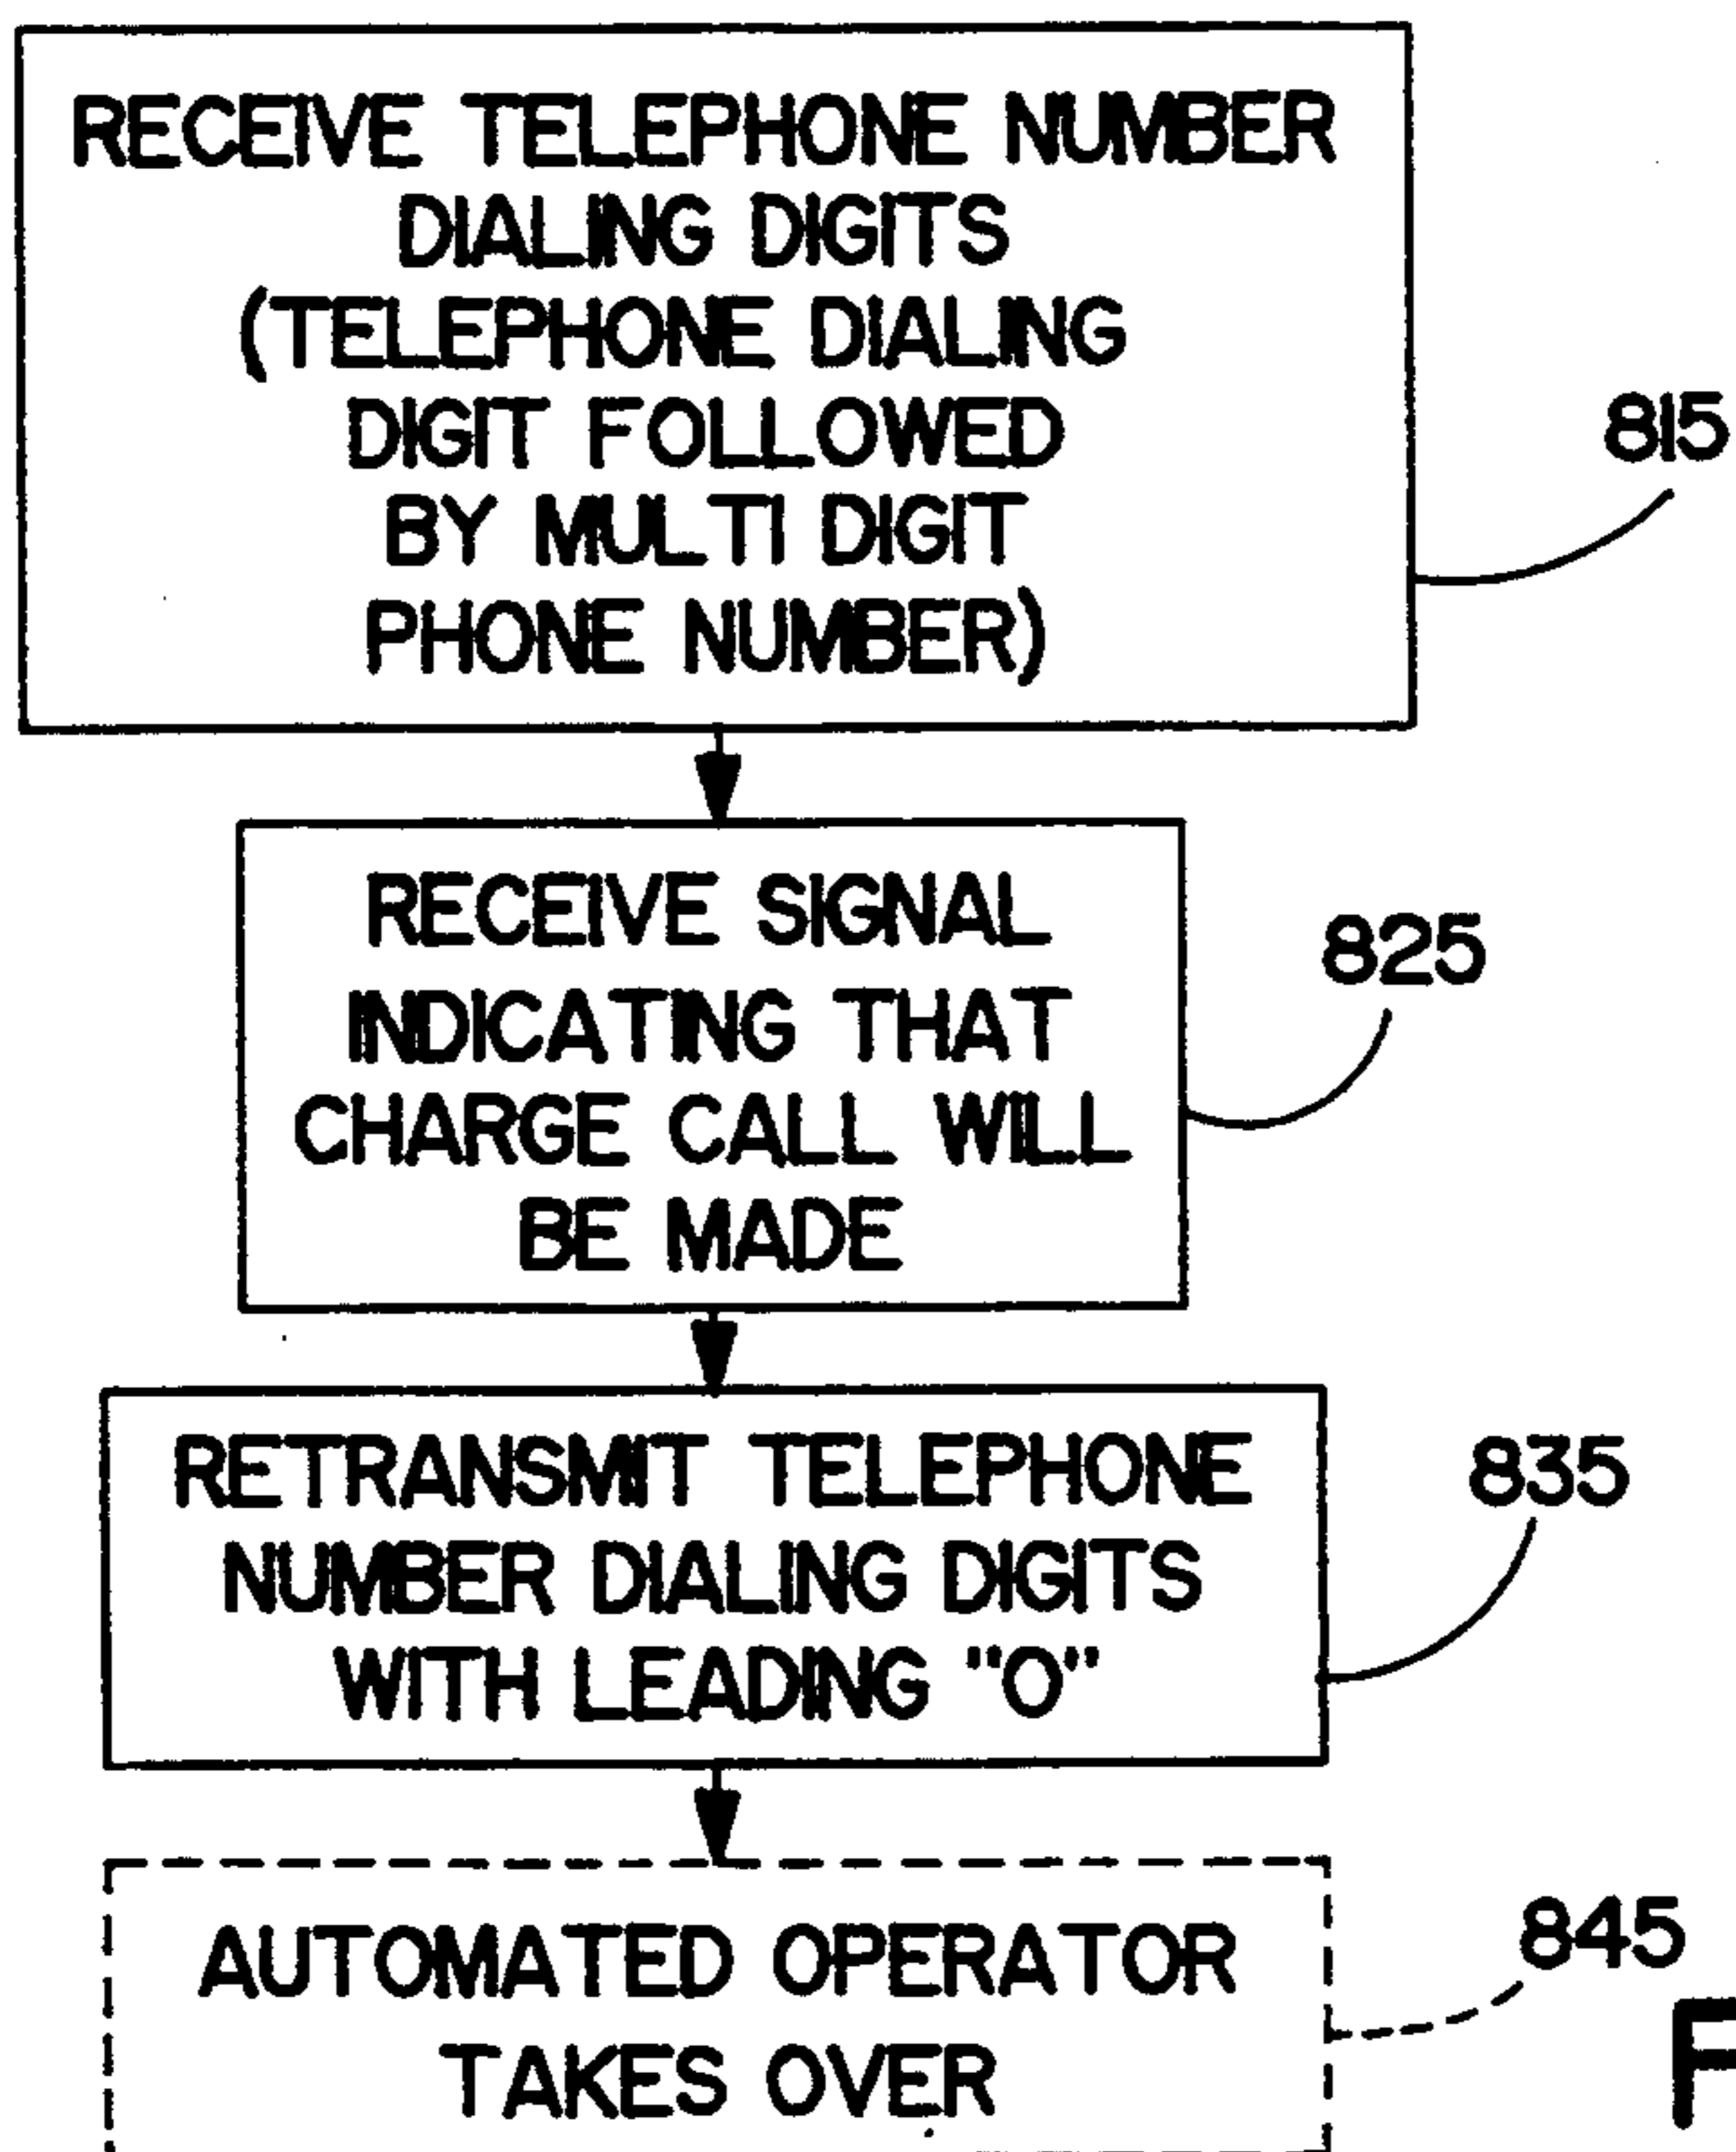 RECEIVE TELEPHONE NUMBER
DIALING DIGITS
(TELEPHONE DIALING
DIGIT FOLLOWED
BY MULTI DIGIT
PHONE NUMBER)
815
RECEIVE SIGNAL
INDICATING THAT
CHARGE CALL WILL
BE MADE
825
RETRANSMIT TELEPHONE
NUMBER DIALING DIGITS
WITH LEADING "O"
835
AUTOMATED OPERATOR
TAKES OVER
845
F